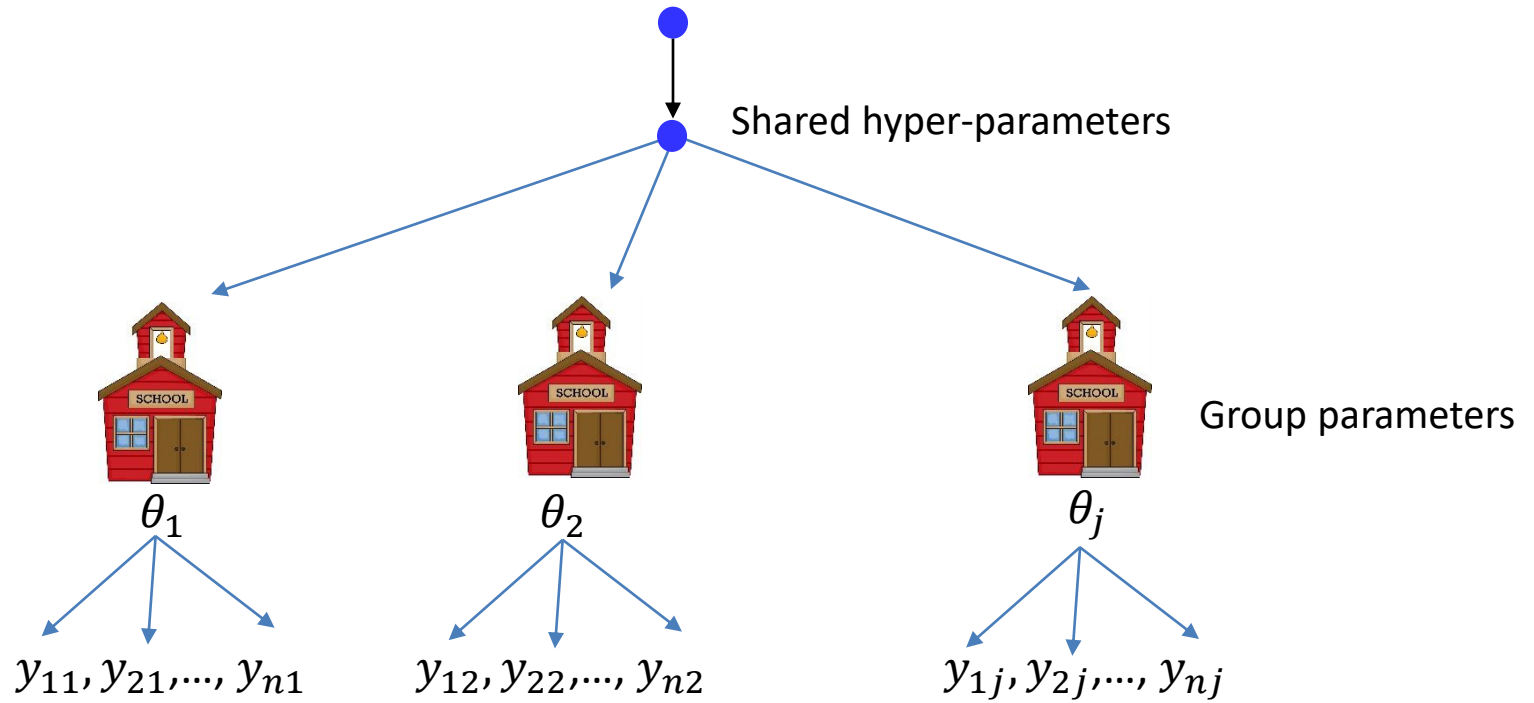 Shared hyper-parameters
SCHOOL SCHOOL SCHOOL
Group parameters
θ₁ θ₂ θⱼ
y₁₁, y₂₁,..., yₙ₁ y₁₂, y₂₂,..., yₙ₂ y₁ⱼ, y₂ⱼ,..., yₙⱼ